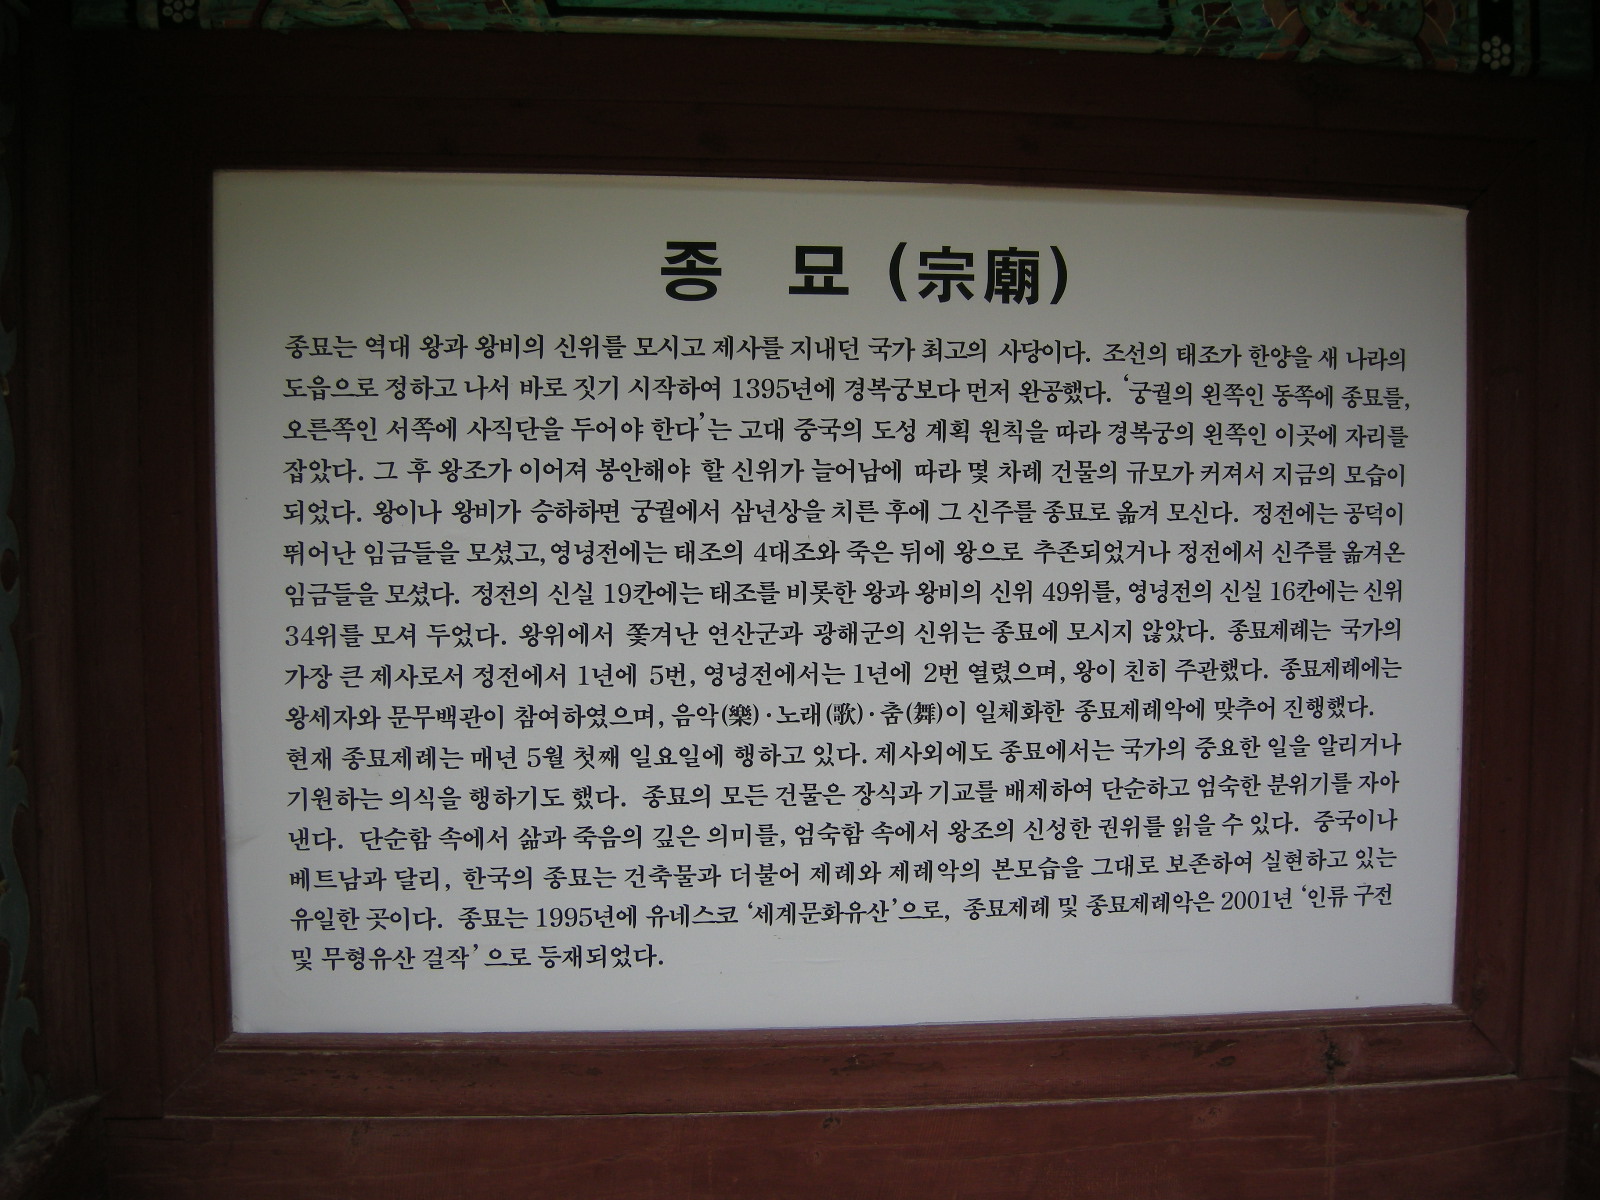 종 묘 (宗廟)
종묘는 역대 왕과 왕비의 신위를 모시고 제사를 지내던 국가 최고의 사당이다. 조선의 태조가 한양을 새 나라의
도읍으로 정하고 나서 바로 짓기 시작하여 1395년에 경복궁보다 먼저 완공했다. ‘궁궐의 왼쪽인 동쪽에 종묘를,
오른쪽인 서쪽에 사직단을 두어야 한다’는 고대 중국의 도성 계획 원칙을 따라 경복궁의 왼쪽인 이곳에 자리를
잡았다. 그 후 왕조가 이어져 봉안해야 할 신위가 늘어남에 따라 몇 차례 건물의 규모가 커져서 지금의 모습이
되었다. 왕이나 왕비가 승하하면 궁궐에서 삼년상을 치른 후에 그 신주를 종묘로 옮겨 모신다. 정전에는 공덕이
뛰어난 임금들을 모셨고, 영녕전에는 태조의 4대조와 죽은 뒤에 왕으로 추존되었거나 정전에서 신주를 옮겨온
임금들을 모셨다. 정전의 신실 19칸에는 태조를 비롯한 왕과 왕비의 신위 49위를, 영녕전의 신실 16칸에는 신위
34위를 모셔 두었다. 왕위에서 쫓겨난 연산군과 광해군의 신위는 종묘에 모시지 않았다. 종묘제례는 국가의
가장 큰 제사로서 정전에서 1년에 5번, 영녕전에서는 1년에 2번 열렸으며, 왕이 친히 주관했다. 종묘제례에는
왕세자와 문무백관이 참여하였으며, 음악(樂)·노래(歌)·춤(舞)이 일체화한 종묘제례악에 맞추어 진행했다.
현재 종묘제례는 매년 5월 첫째 일요일에 행하고 있다. 제사외에도 종묘에서는 국가의 중요한 일을 알리거나
기원하는 의식을 행하기도 했다. 종묘의 모든 건물은 장식과 기교를 배제하여 단순하고 엄숙한 분위기를 자아
낸다. 단순함 속에서 삶과 죽음의 깊은 의미를, 엄숙함 속에서 왕조의 신성한 권위를 읽을 수 있다. 중국이나
베트남과 달리, 한국의 종묘는 건축물과 더불어 제례와 제례악의 본모습을 그대로 보존하여 실현하고 있는
유일한 곳이다. 종묘는 1995년에 유네스코 ‘세계문화유산’으로, 종묘제례 및 종묘제례악은 2001년 ‘인류 구전
및 무형유산 걸작’으로 등재되었다.